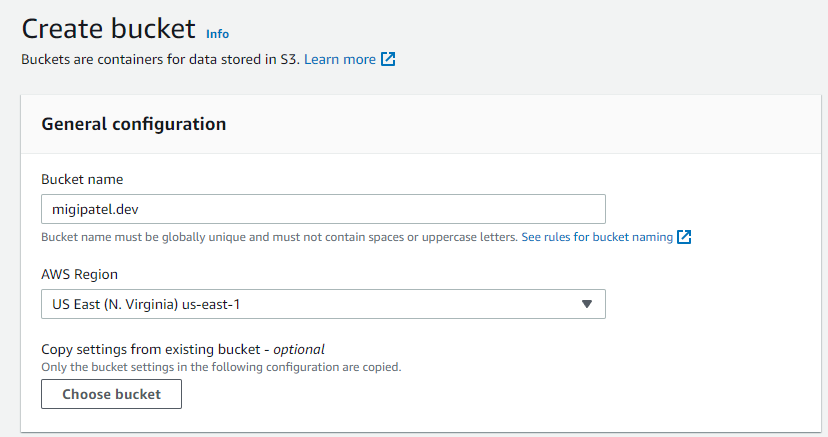 Create bucket Info
Buckets are containers for data stored in S3. Learn more
General configuration
Bucket name
migipatel.dev
Bucket name must be globally unique and must not contain spaces or uppercase letters. See rules for bucket naming
AWS Region
US East (N. Virginia) us-east-1
Copy settings from existing bucket - optional
Only the bucket settings in the following configuration are copied.
Choose bucket